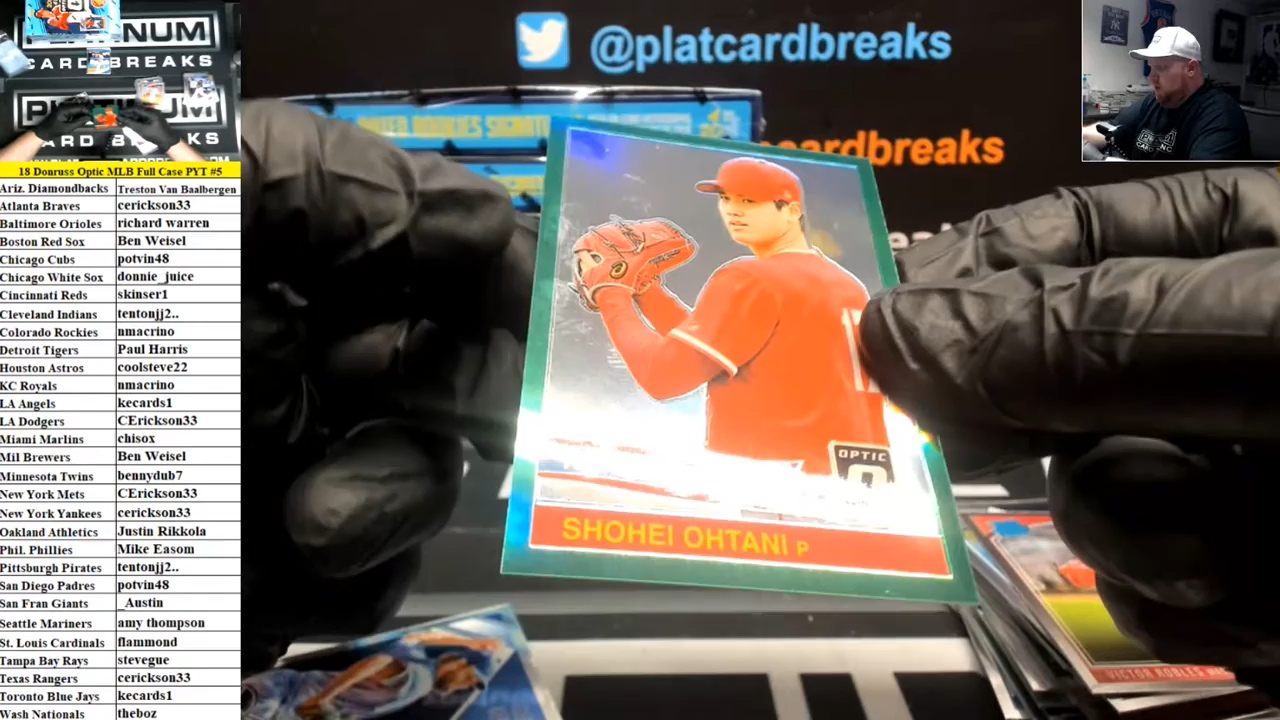 @platcardbreaks
cardbreaks
PLATINUM
CARD BREAKS
18 Donruss Optic MLB Full Case PYT #5
Ariz. Diamondbacks Treston Van Baalbergen
Atlanta Braves cerickson33
Baltimore Orioles richard warren
Boston Red Sox Ben Weisel
Chicago Cubs potvin48
Chicago White Sox donnie_juice
Cincinnati Reds skinser1
Cleveland Indians tentonjj2..
Colorado Rockies nmacrino
Detroit Tigers Paul Harris
Houston Astros coolsteve22
KC Royals nmacrino
LA Angels kecards1
LA Dodgers CErickson33
Miami Marlins chisox
Mil Brewers Ben Weisel
Minnesota Twins bennydub7
New York Mets CErickson33
New York Yankees cerickson33
Oakland Athletics Justin Rikkola
Phil. Phillies Mike Easom
Pittsburgh Pirates tentonjj2..
San Diego Padres potvin48
San Fran Giants _Austin
Seattle Mariners amy thompson
St. Louis Cardinals flammond
Tampa Bay Rays stevegue
Texas Rangers cerickson33
Toronto Blue Jays kecards1
Wash Nationals theboz
OPTIC
SHOHEI OHTANI P
VICTOR ROBLES